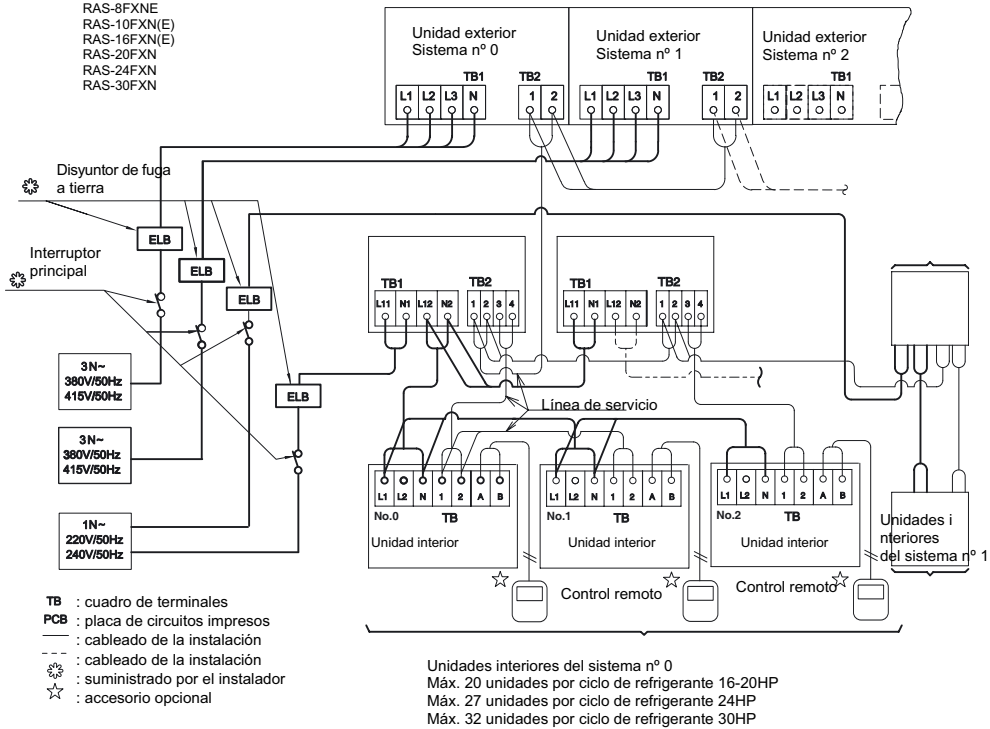 RAS-8FXNE
RAS-10FXN(E)
RAS-16FXN(E)
RAS-20FXN
RAS-24FXN
RAS-30FXN
Unidad exterior
Sistema nº 0
TB1
TB2
L1 L2 L3 N
1 2
Unidad exterior
Sistema nº 1
TB1
TB2
L1 L2 L3 N
1 2
Unidad exterior
Sistema nº 2
TB1
L1 L2 L3 N
Disyuntor de fuga
a tierra
ELB
ELB
ELB
ELB
Interruptor
principal
3N~
380V/50Hz
415V/50Hz
3N~
380V/50Hz
415V/50Hz
1N~
220V/50Hz
240V/50Hz
TB1
TB2
L11 N1 L12 N2
1 2 3 4
TB1
TB2
L11 N1 L12 N2
1 2 3 4
Línea de servicio
L1 L2 N 1 2 A B
No.0
TB
Unidad interior
L1 L2 N 1 2 A B
No.1
TB
Unidad interior
L1 L2 N 1 2 A B
No.2
TB
Unidad interior
Unidades i
nteriores
del sistema nº 1
Control remoto
Control remoto
TB : cuadro de terminales
PCB : placa de circuitos impresos
: cableado de la instalación
: cableado de la instalación
: suministrado por el instalador
: accesorio opcional
Unidades interiores del sistema nº 0
Máx. 20 unidades por ciclo de refrigerante 16-20HP
Máx. 27 unidades por ciclo de refrigerante 24HP
Máx. 32 unidades por ciclo de refrigerante 30HP